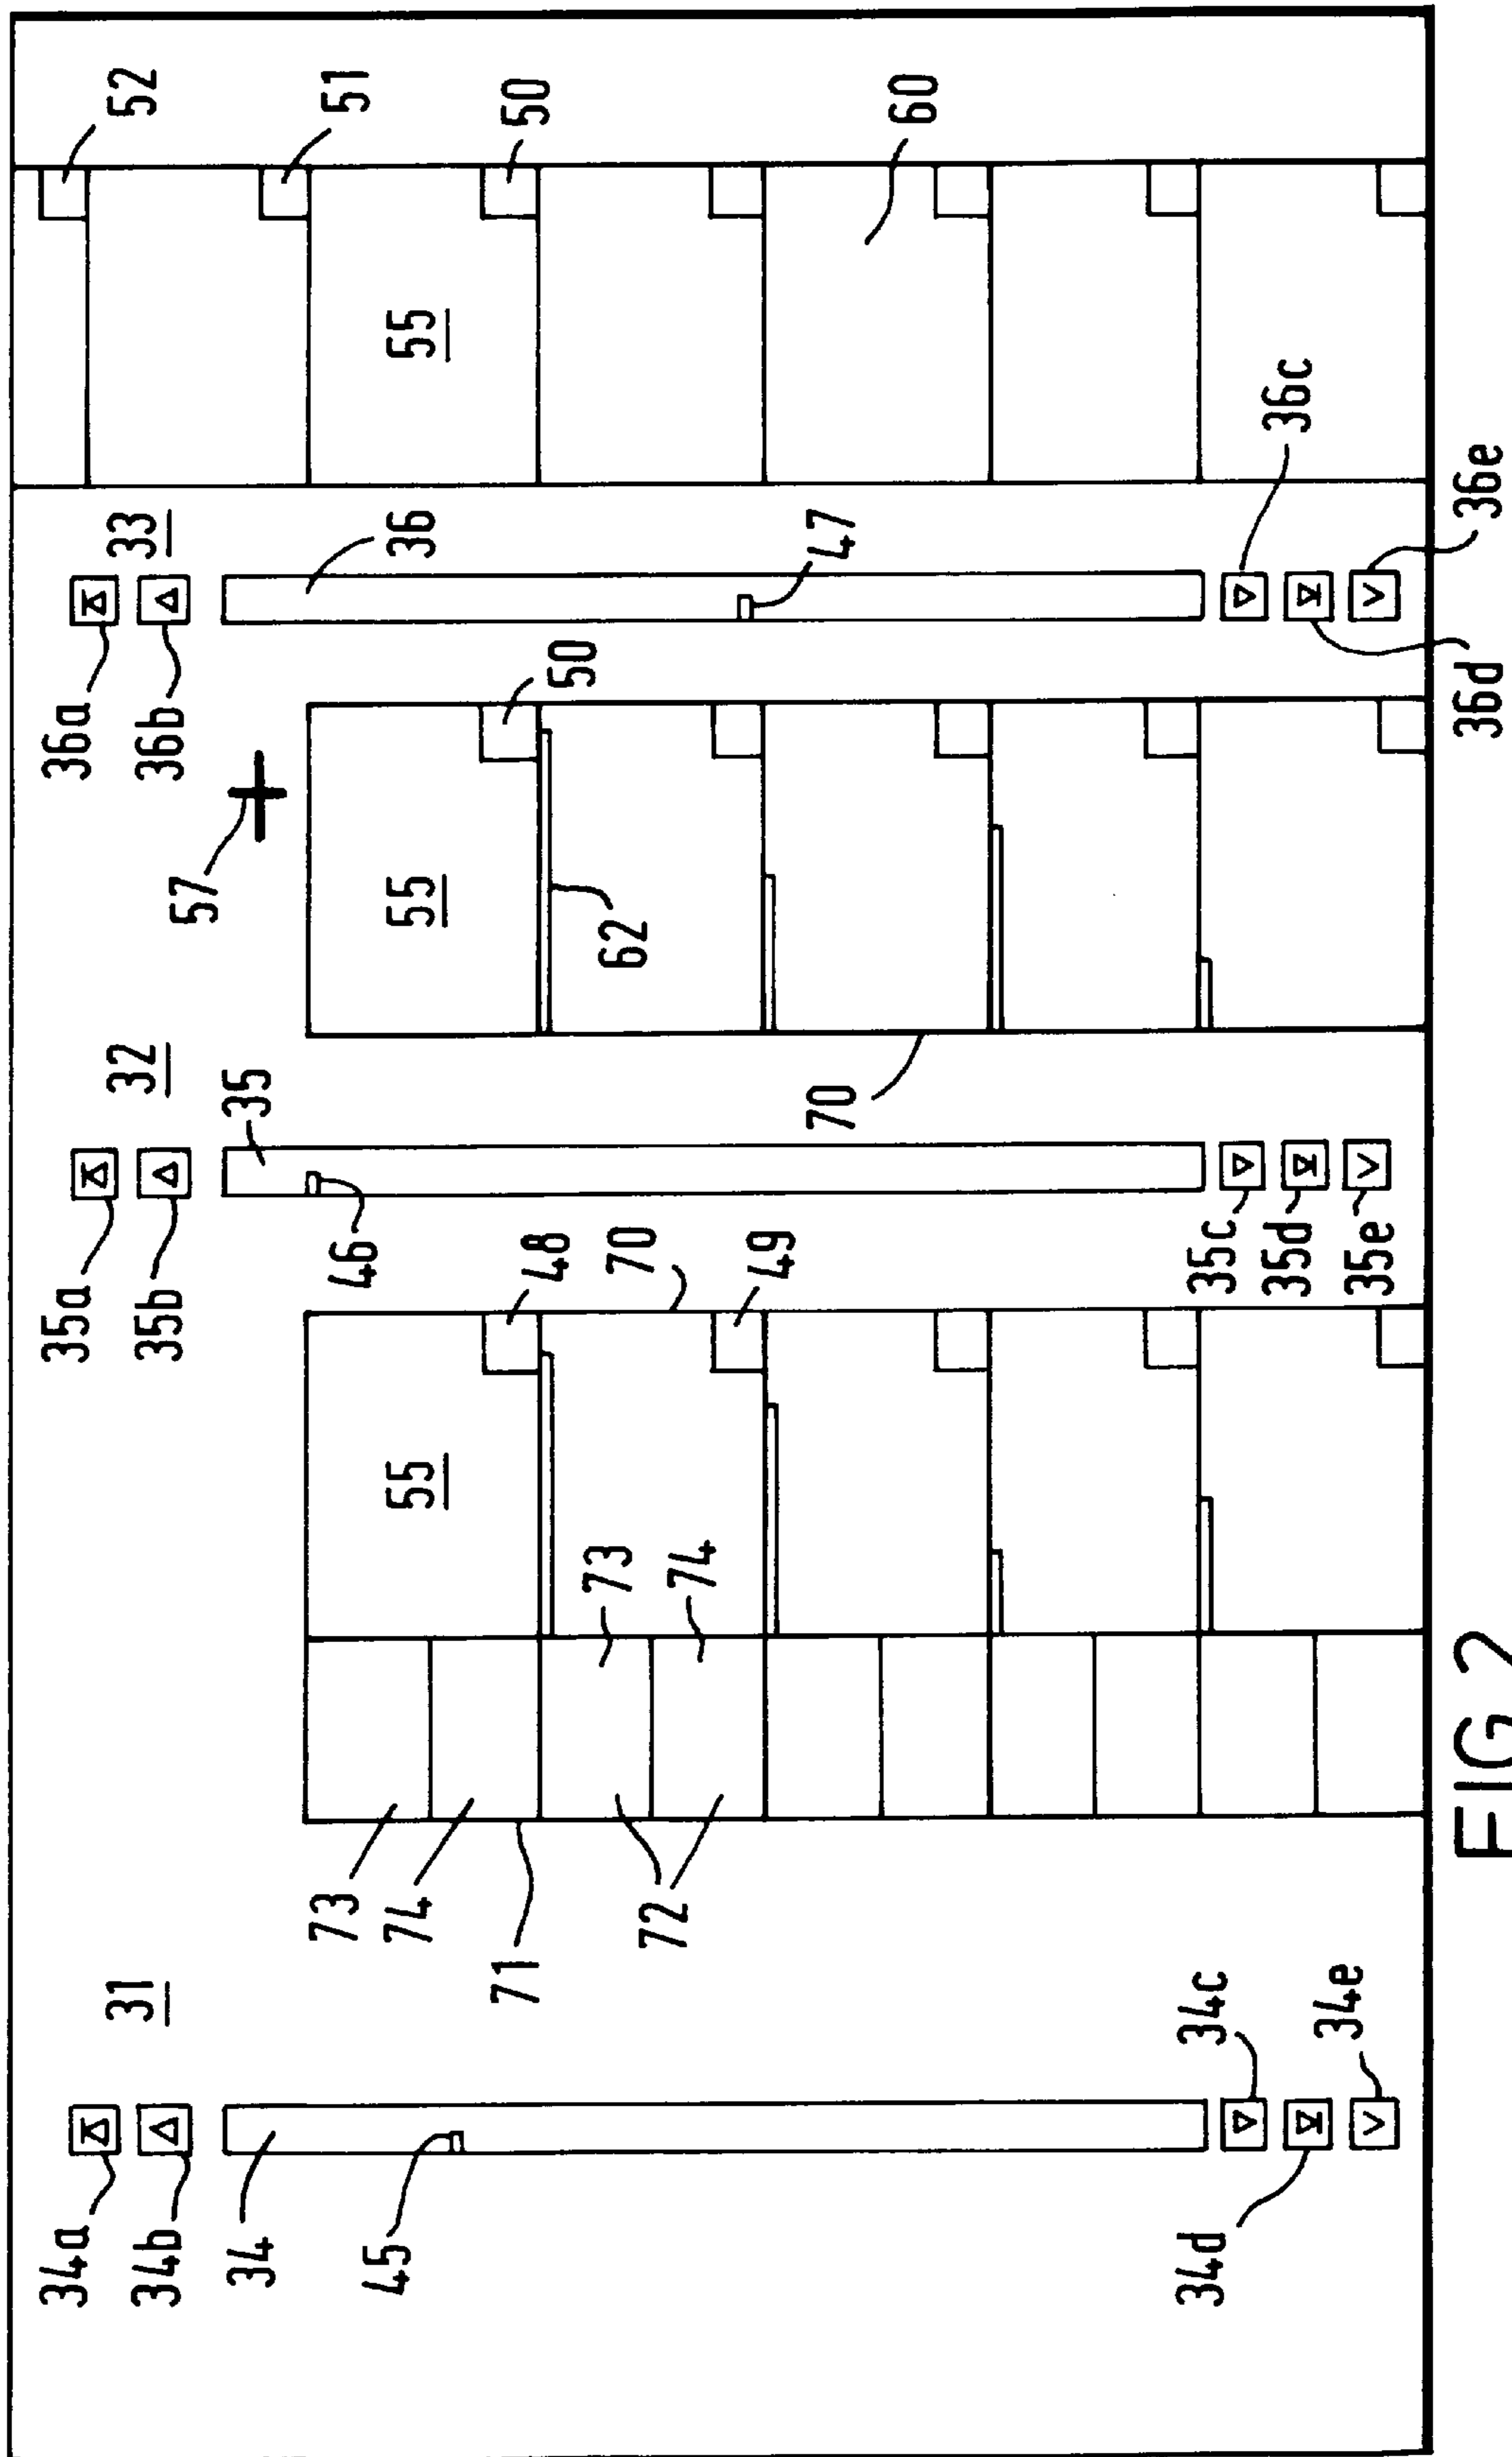 34a 35a 36a
34b 31 35b 32 36b 33 52
57
34 35
73 46 51
45 74 55 55 36 55
71 48 50 50
73 62
72 70
74
49
70 47
60
34d 34c 35c
35d 36c
34e 35e
36d 36e
FIG.2